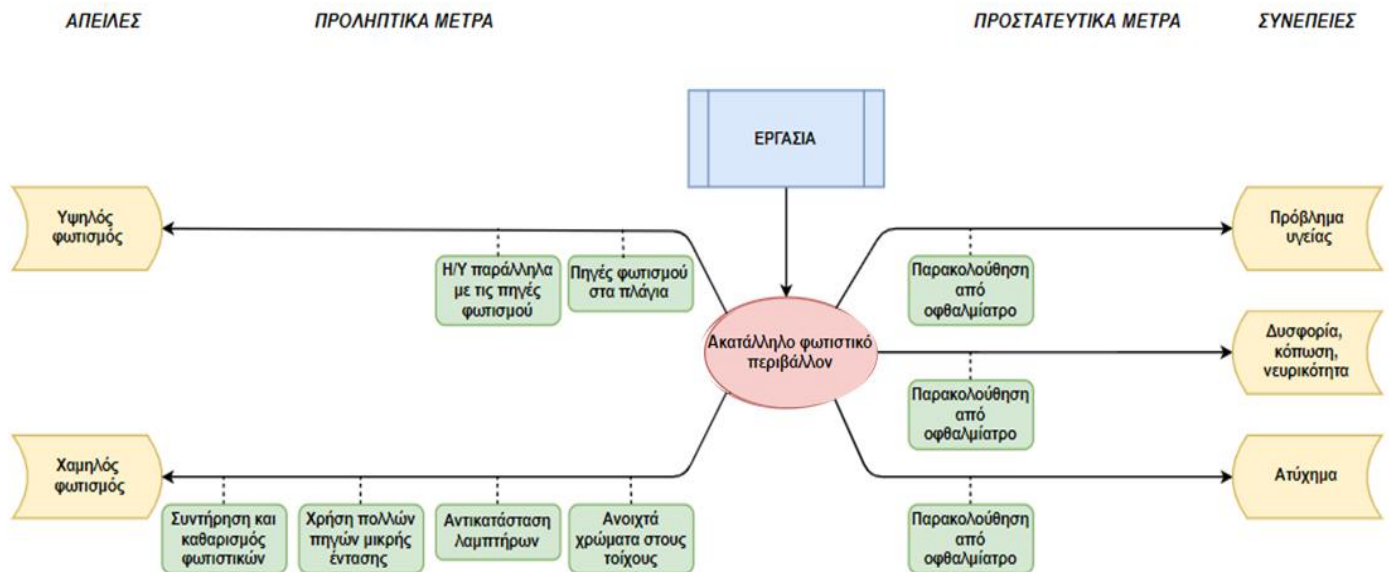 ΑΠΕΙΛΕΣ
ΠΡΟΛΗΠΤΙΚΑ ΜΕΤΡΑ
ΠΡΟΣΤΑΤΕΥΤΙΚΑ ΜΕΤΡΑ
ΣΥΝΕΠΕΙΕΣ
ΕΡΓΑΣΙΑ
Υψηλός
φωτισμός
Η/Υ παράλληλα
με τις πηγές
φωτισμού
Πηγές φωτισμού
στα πλάγια
Παρακολούθηση
από
οφθαλμίατρο
Πρόβλημα
υγείας
Ακατάλληλο φωτιστικό
περιβάλλον
Παρακολούθηση
από
οφθαλμίατρο
Δυσφορία,
κόπωση,
νευρικότητα
Χαμηλός
φωτισμός
Συντήρηση και
καθαρισμός
φωτιστικών
Χρήση πολλών
πηγών μικρής
έντασης
Αντικατάσταση
λαμπτήρων
Ανοιχτά
χρώματα στους
τοίχους
Παρακολούθηση
από
οφθαλμίατρο
Ατύχημα